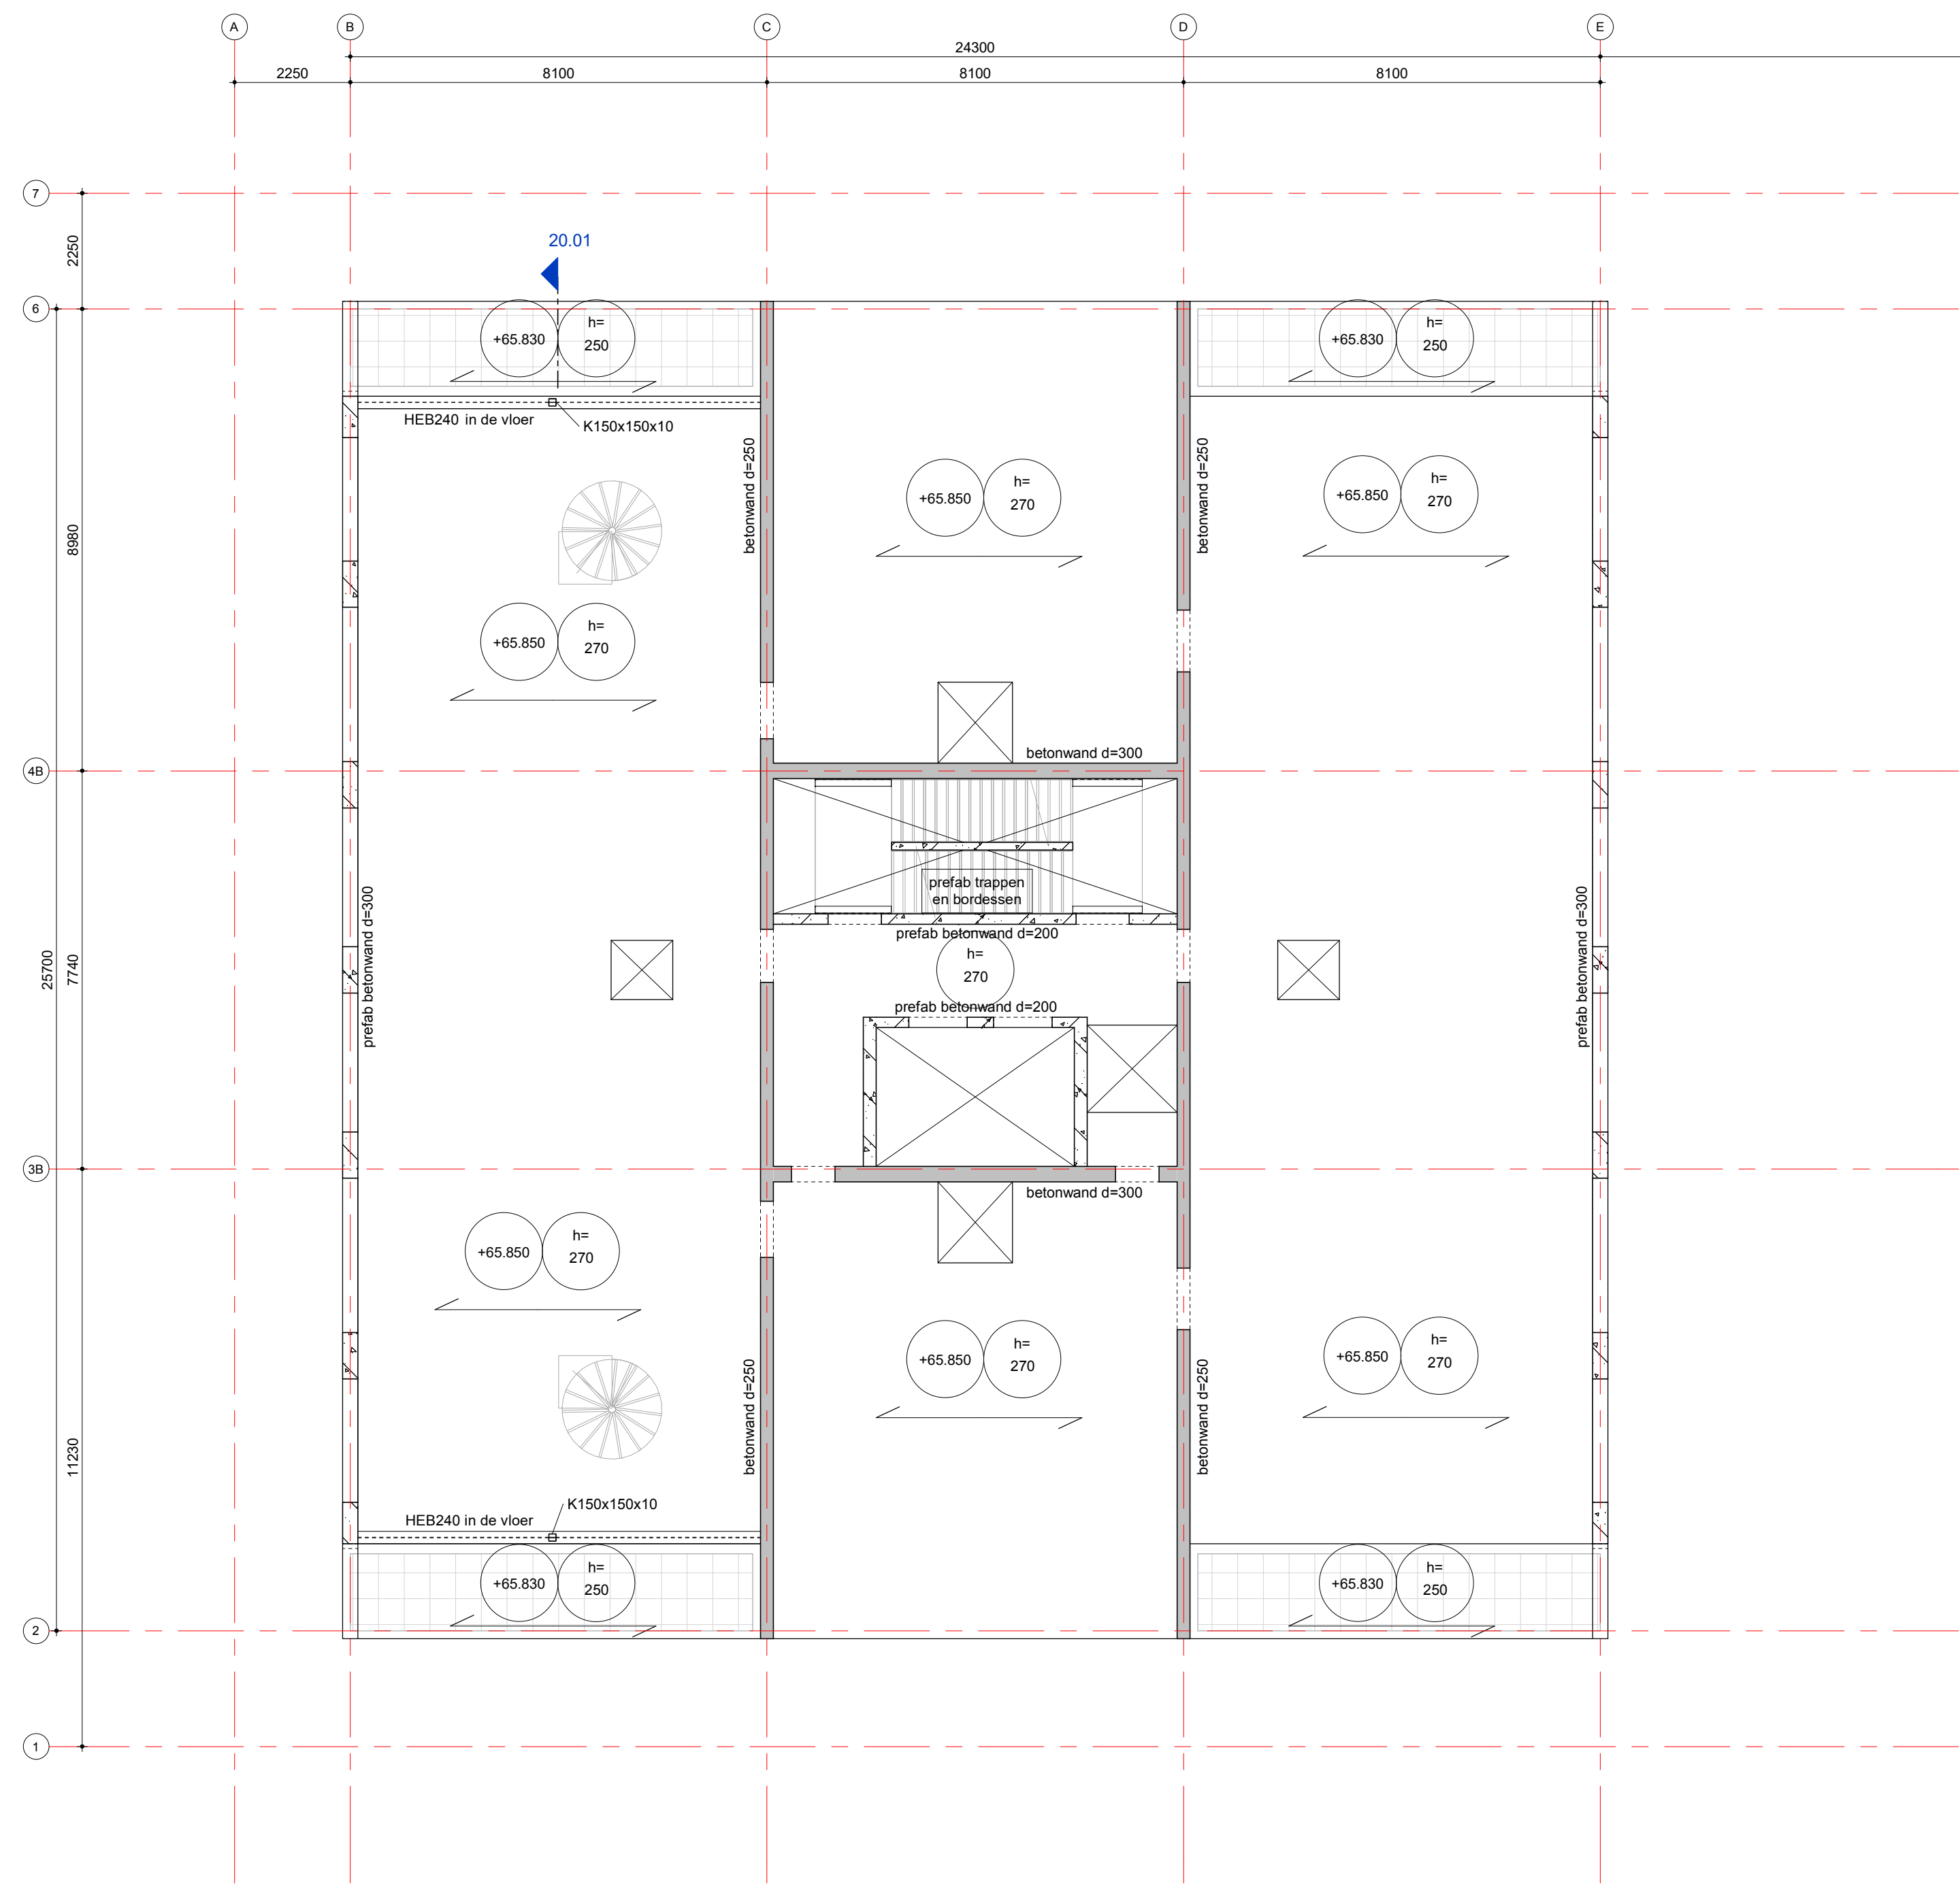 A
B
C
D
E
24300
2250
8100
8100
8100
7
2250
20.01
6
+65.830
h=
250
+65.830
h=
250
HEB240 in de vloer
K150x150x10
betonwand d=250
betonwand d=250
+65.850
h=
270
+65.850
h=
270
8980
+65.850
h=
270
betonwand d=300
4B
prefab trappen
en bordessen
prefab betonwand d=200
h=
270
prefab betonwand d=200
prefab betonwand d=300
prefab betonwand d=300
25700
7740
3B
betonwand d=300
+65.850
h=
270
+65.850
h=
270
+65.850
h=
270
betonwand d=250
betonwand d=250
11230
K150x150x10
HEB240 in de vloer
+65.830
h=
250
+65.830
h=
250
2
1